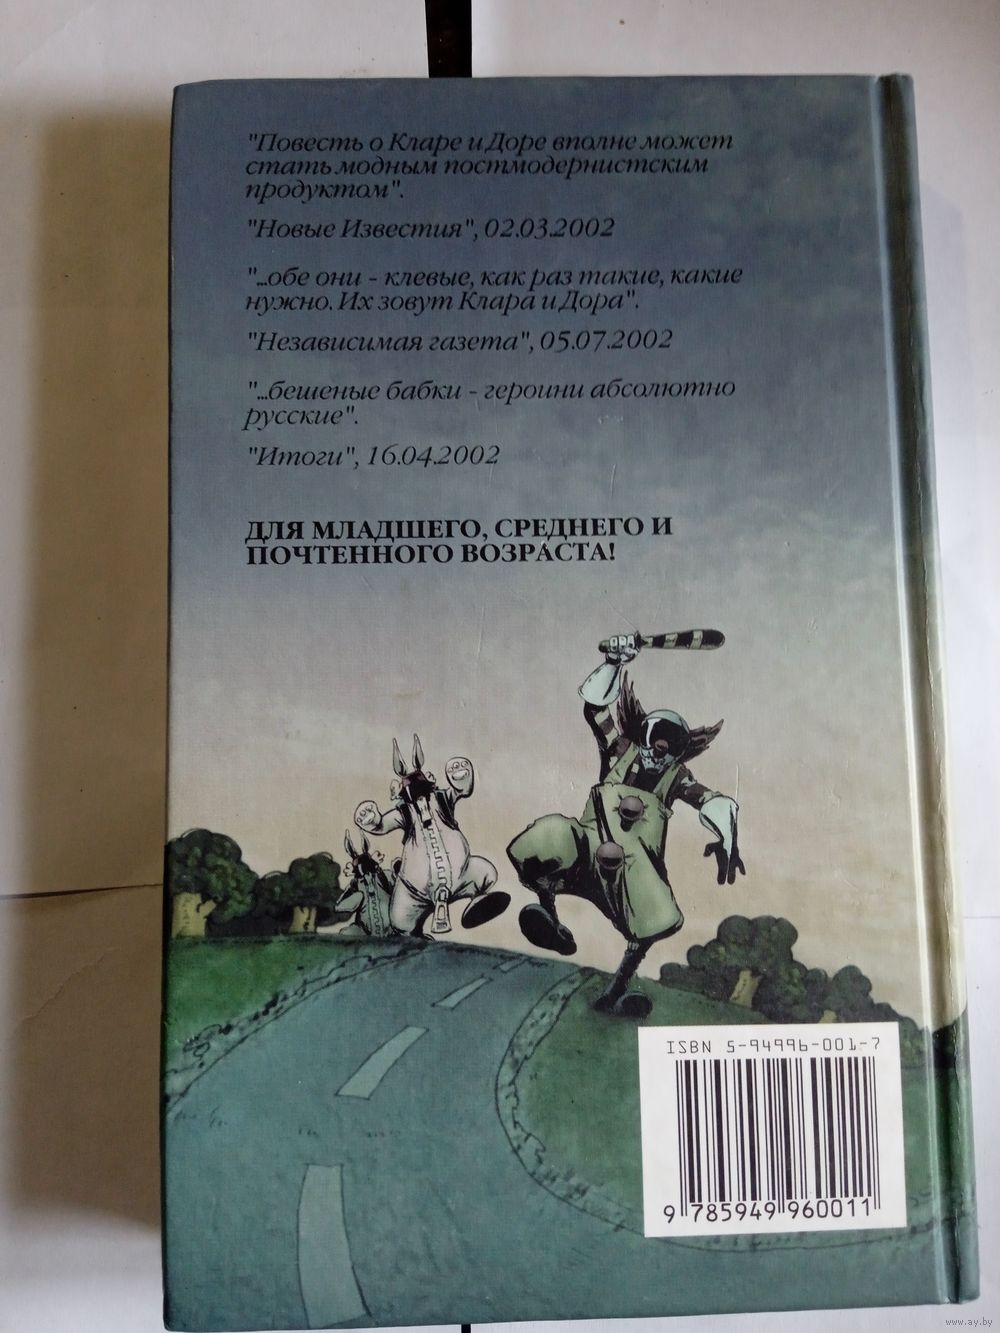 "Повесть о Кларе и Доре вполне может
стать модным постмодернистским
продуктом".
"Новые Известия", 02.03.2002
"...обе они - клевые, как раз такие, какие
нужно. Их зовут Клара и Дора".
"Независимая газета", 05.07.2002
"...бешеные бабки - героини абсолютно
русские".
"Итоги", 16.04.2002
ДЛЯ МЛАДШЕГО, СРЕДНЕГО И
ПОЧТЕННОГО ВОЗРАСТА!
ISBN 5-94996-001-7
9 785949 960011
www.ay.by